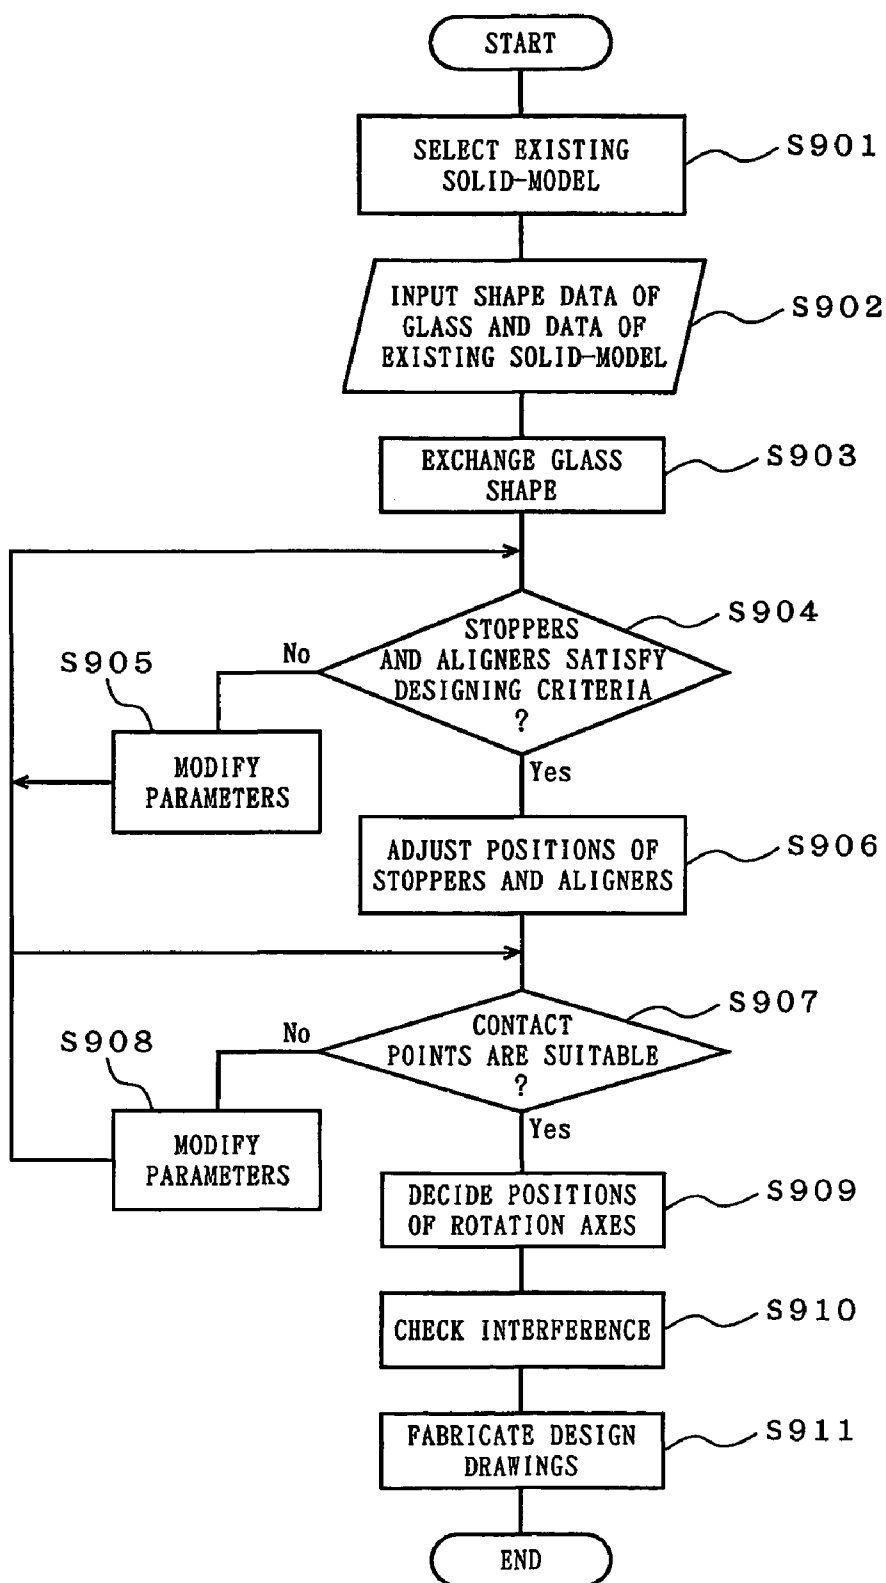 START
SELECT EXISTING
SOLID-MODEL
S901
INPUT SHAPE DATA OF
GLASS AND DATA OF
EXISTING SOLID-MODEL
S902
EXCHANGE GLASS
SHAPE
S903
STOPPERS
AND ALIGNERS SATISFY
DESIGNING CRITERIA
?
S904
No
S905
MODIFY
PARAMETERS
Yes
ADJUST POSITIONS OF
STOPPERS AND ALIGNERS
S906
CONTACT
POINTS ARE SUITABLE
?
S907
No
S908
MODIFY
PARAMETERS
Yes
DECIDE POSITIONS
OF ROTATION AXES
S909
CHECK INTERFERENCE
S910
FABRICATE DESIGN
DRAWINGS
S911
END